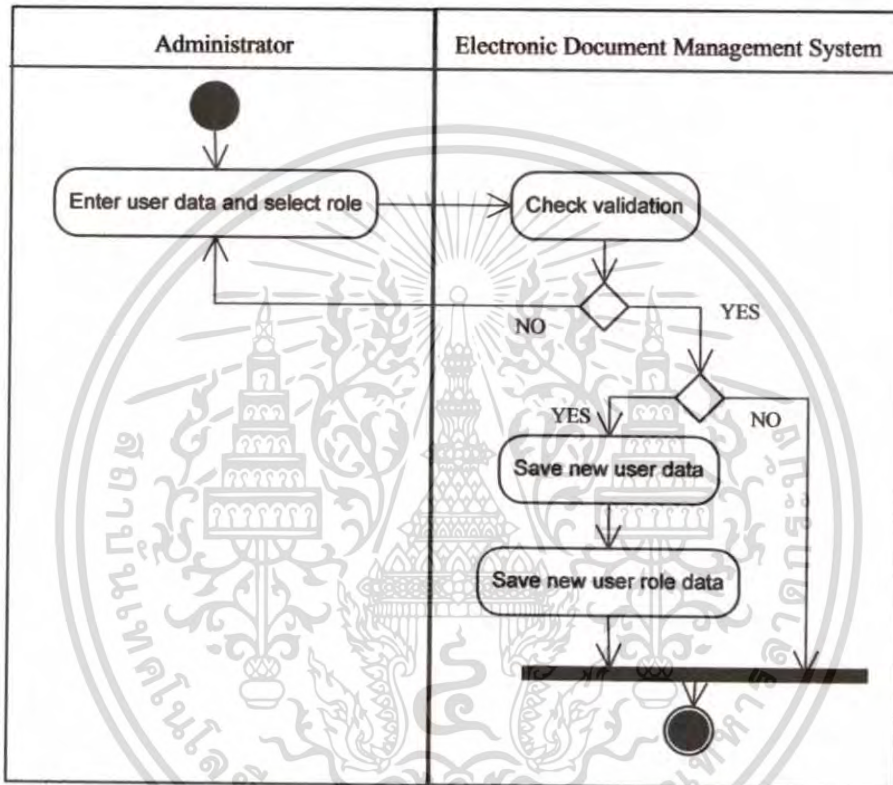 Administrator
Electronic Document Management System
Enter user data and select role
Check validation
NO
YES
YES
NO
Save new user data
Save new user role data